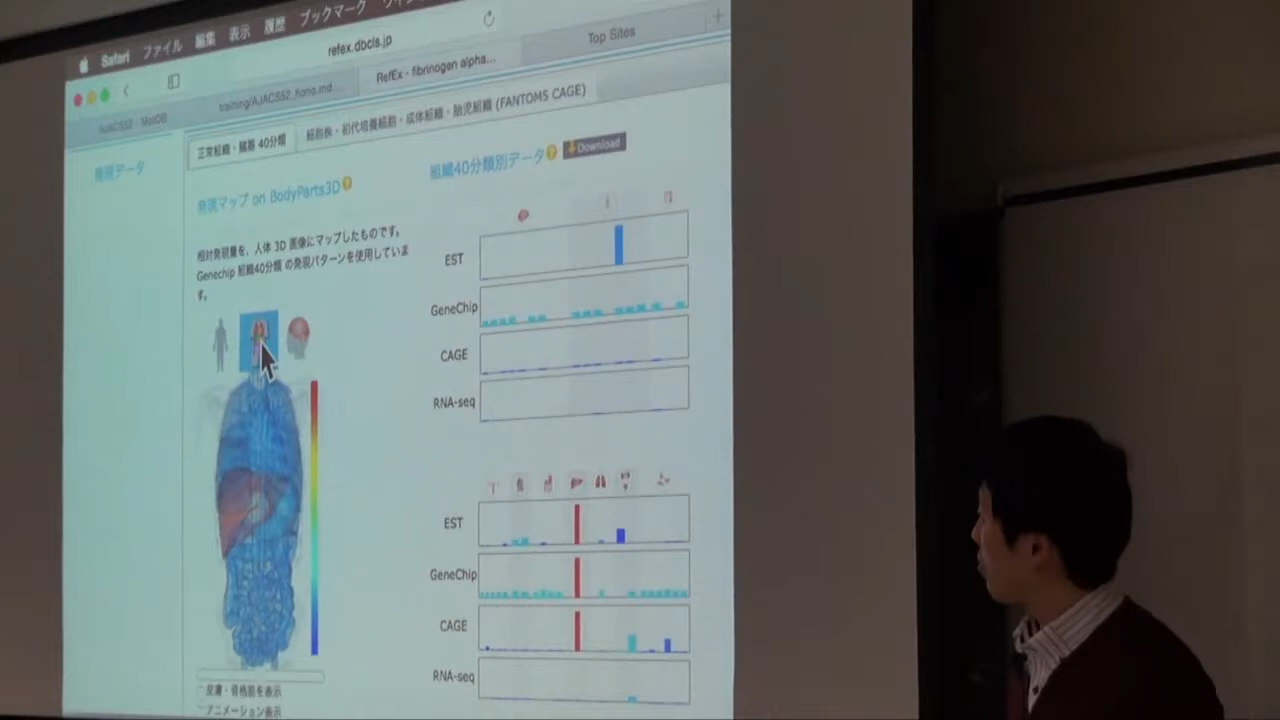 Safari ファイル 編集 表示 履歴 ブックマーク
refex.dbcls.jp
training/AJACS52_hono.md...
RefEx - fibrinogen alpha...
Top Sites
正常組織・臓器 40分類
細胞株・初代培養細胞・成体組織・胎児組織 (FANTOM5 CAGE)
発現データ
発現マップ on BodyParts3D
相対発現量を、人体 3D 画像にマップしたものです。
Genechip 組織40分類 の発現パターンを使用していま
す。
皮膚・骨格筋を表示
アニメーション表示
組織40分類別データ
Download
EST
GeneChip
CAGE
RNA-seq
EST
GeneChip
CAGE
RNA-seq